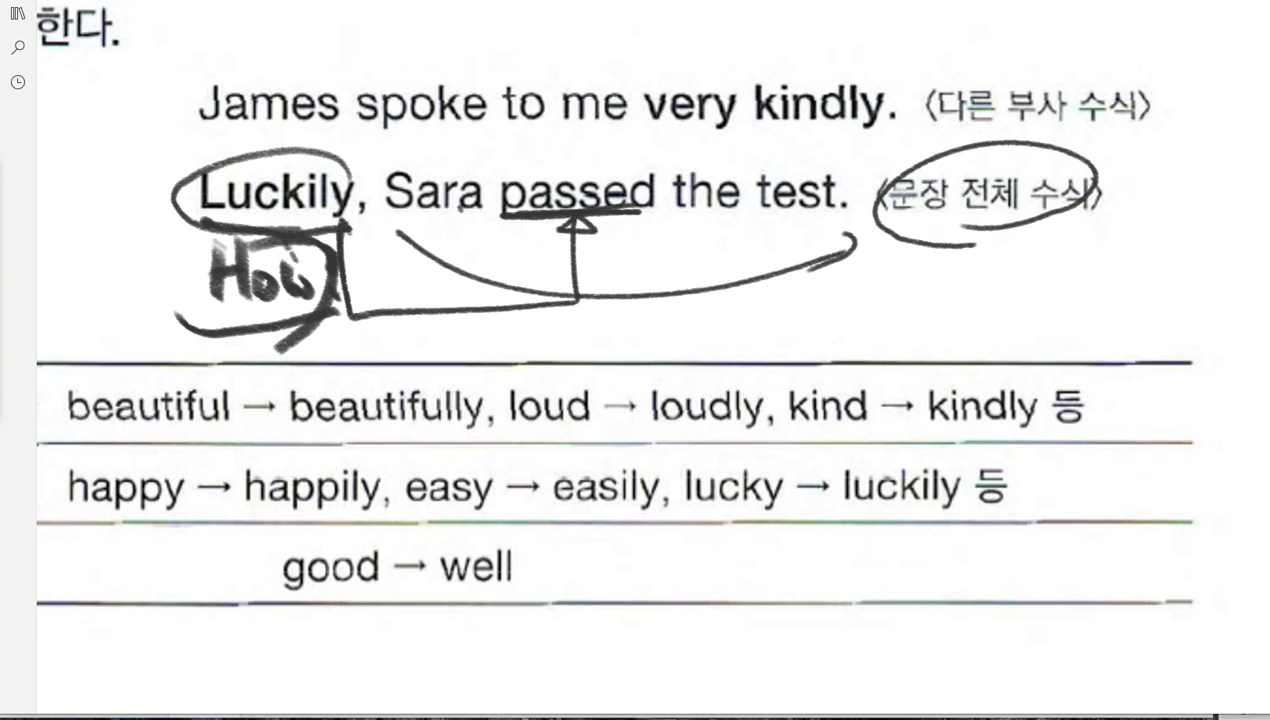 한다.
James spoke to me very kindly. 〈다른 부사 수식〉
Luckily, Sara passed the test. 〈문장 전체 수식〉
How
beautiful → beautifully, loud → loudly, kind → kindly 등
happy → happily, easy → easily, lucky → luckily 등
good → well